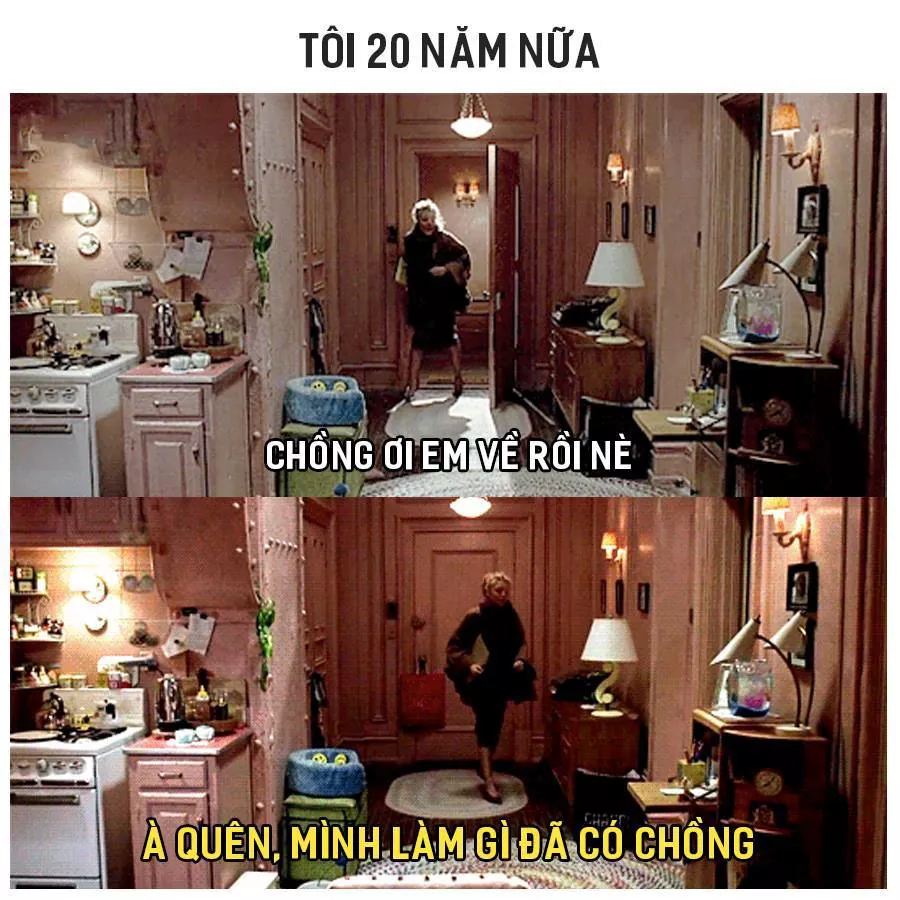 TÔI 20 NĂM NỮA
CHỒNG ƠI EM VỀ RỒI NÈ
À QUÊN, MÌNH LÀM GÌ ĐÃ CÓ CHỒNG